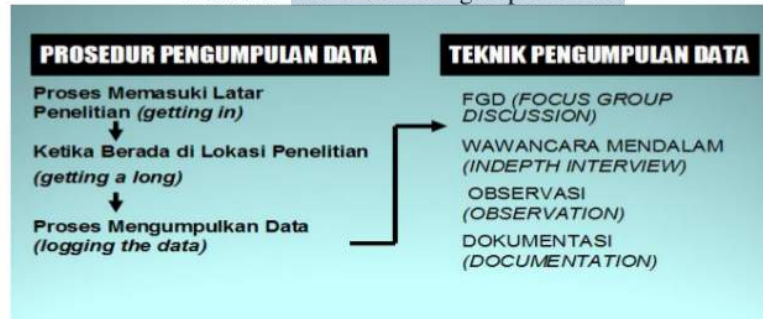 PROSEDUR PENGUMPULAN DATA
Proses Memasuki Latar
Penelitian (getting in)
Ketika Berada di Lokasi Penelitian
(getting a long)
Proses Mengumpulkan Data
(logging the data)
TEKNIK PENGUMPULAN DATA
FGD (FOCUS GROUP
DISCUSSION)
WAWANCARA MENDALAM
(INDEPTH INTERVIEW)
OBSERVASI
(OBSERVATION)
DOKUMENTASI
(DOCUMENTATION)